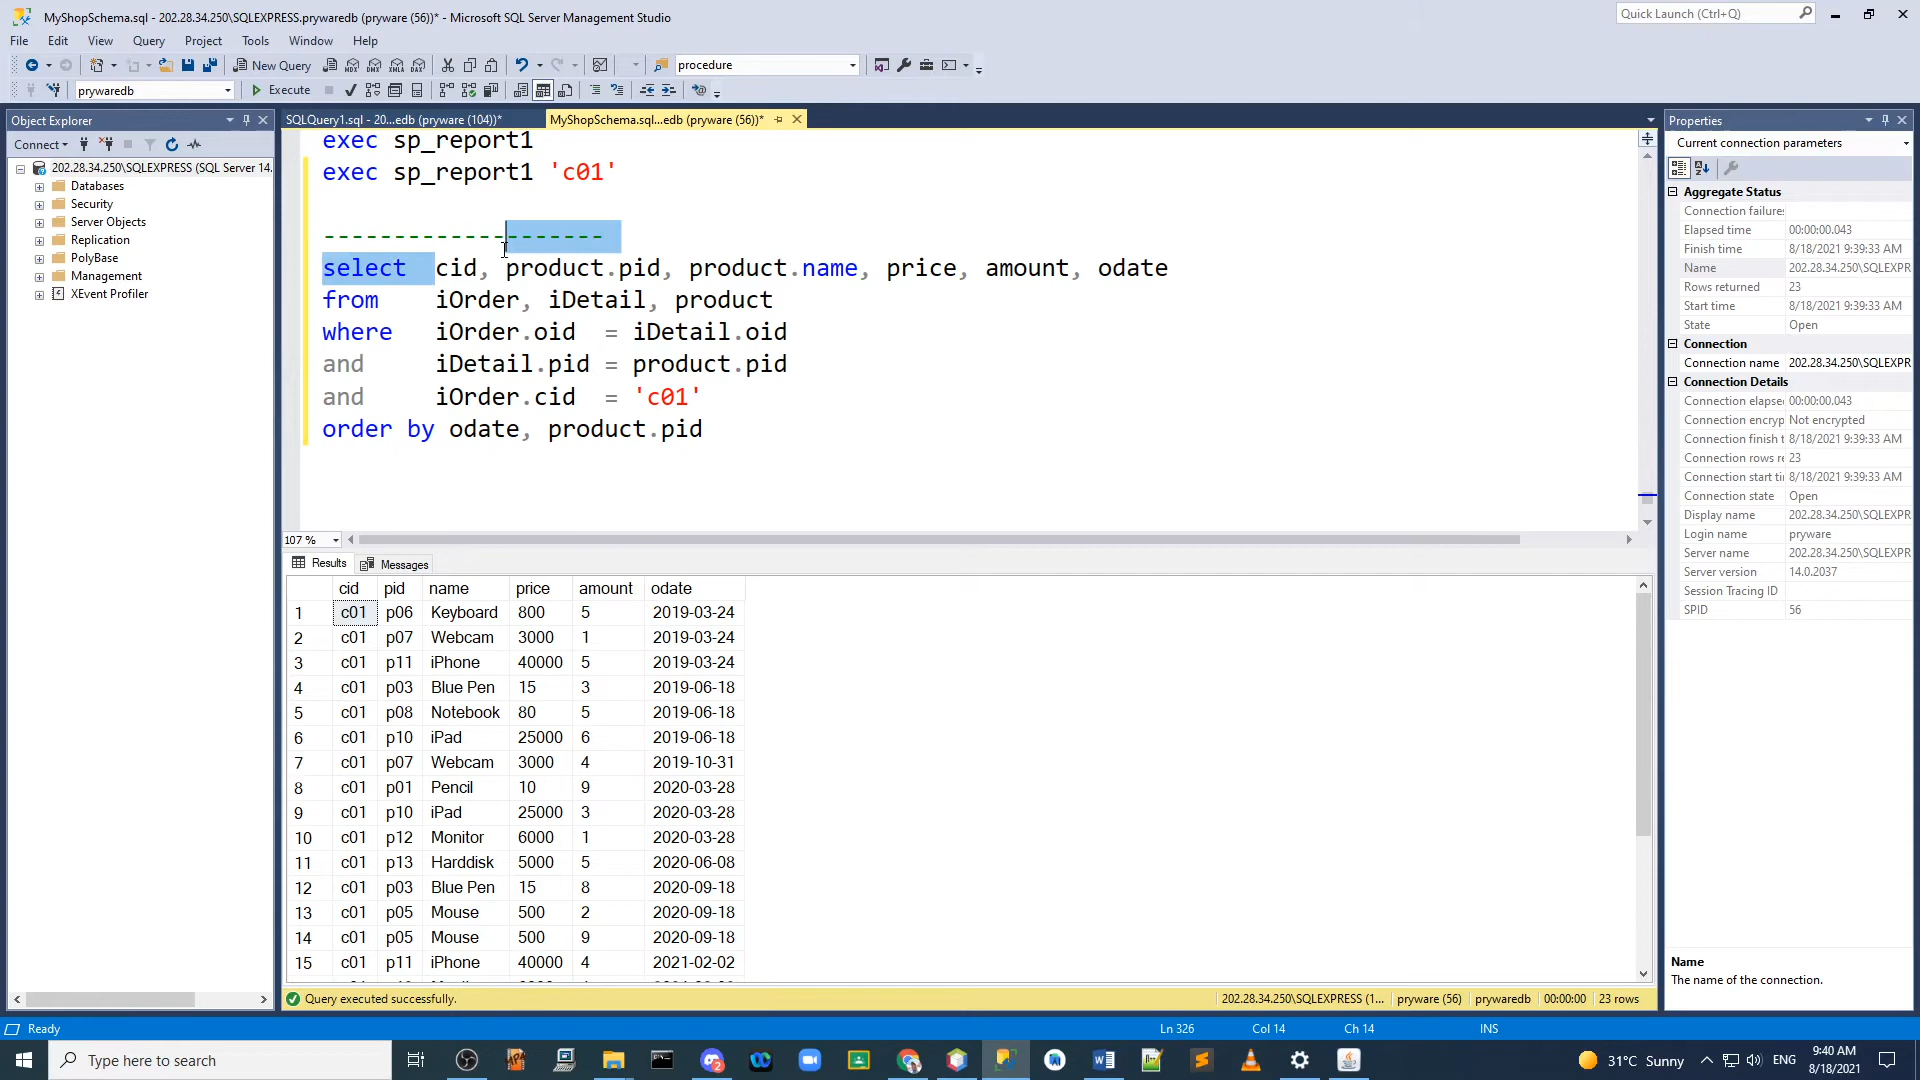 MyShopSchema.sql - 202.28.34.250\SQLEXPRESS.prywaredb (pryware (56))* - Microsoft SQL Server Management Studio
Quick Launch (Ctrl+Q)
File Edit View Query Project Tools Window Help
New Query
procedure
prywaredb
Execute
Object Explorer
Connect
202.28.34.250\SQLEXPRESS (SQL Server 14.
Databases
Security
Server Objects
Replication
PolyBase
Management
XEvent Profiler
SQLQuery1.sql - 20...edb (pryware (104))*
MyShopSchema.sql...edb (pryware (56))*
exec sp_report1
exec sp_report1 'c01'
--------------------
select cid, product.pid, product.name, price, amount, odate
from iOrder, iDetail, product
where iOrder.oid = iDetail.oid
and iDetail.pid = product.pid
and iOrder.cid = 'c01'
order by odate, product.pid
107 %
Results Messages
cid pid name price amount odate
1 c01 p06 Keyboard 800 5 2019-03-24
2 c01 p07 Webcam 3000 1 2019-03-24
3 c01 p11 iPhone 40000 5 2019-03-24
4 c01 p03 Blue Pen 15 3 2019-06-18
5 c01 p08 Notebook 80 5 2019-06-18
6 c01 p10 iPad 25000 6 2019-06-18
7 c01 p07 Webcam 3000 4 2019-10-31
8 c01 p01 Pencil 10 9 2020-03-28
9 c01 p10 iPad 25000 3 2020-03-28
10 c01 p12 Monitor 6000 1 2020-03-28
11 c01 p13 Harddisk 5000 5 2020-06-08
12 c01 p03 Blue Pen 15 8 2020-09-18
13 c01 p05 Mouse 500 2 2020-09-18
14 c01 p05 Mouse 500 9 2020-09-18
15 c01 p11 iPhone 40000 4 2021-02-02
Query executed successfully.
202.28.34.250\SQLEXPRESS (1... pryware (56) prywaredb 00:00:00 23 rows
Properties
Current connection parameters
Aggregate Status
Connection failures
Elapsed time 00:00:00.043
Finish time 8/18/2021 9:39:33 AM
Name 202.28.34.250\SQLEXPR
Rows returned 23
Start time 8/18/2021 9:39:33 AM
State Open
Connection
Connection name 202.28.34.250\SQLEXPR
Connection Details
Connection elapse 00:00:00.043
Connection encryp Not encrypted
Connection finish t 8/18/2021 9:39:33 AM
Connection rows re 23
Connection start ti 8/18/2021 9:39:33 AM
Connection state Open
Display name 202.28.34.250\SQLEXPR
Login name pryware
Server name 202.28.34.250\SQLEXPR
Server version 14.0.2037
Session Tracing ID
SPID 56
Name
The name of the connection.
Ready
Ln 326 Col 14 Ch 14 INS
Type here to search
31°C Sunny
ENG
9:40 AM
8/18/2021